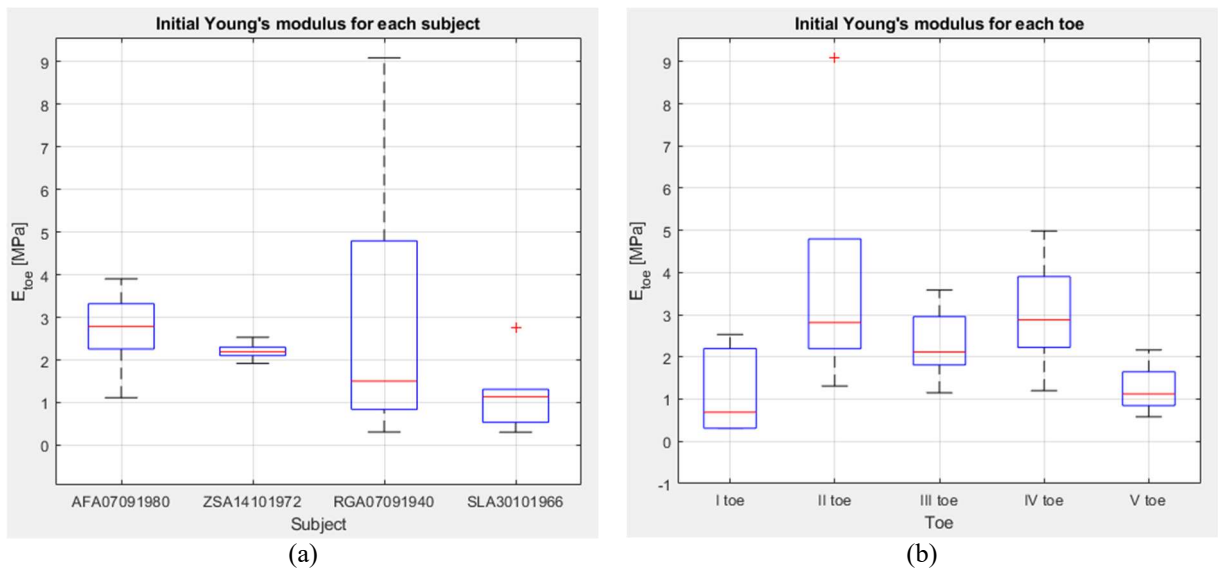 Initial Young's modulus for each subject
9
8
7
6
5
4
3
2
1
0
E_toe [MPa]
AFA07091980 ZSA14101972 RGA07091940 SLA30101966
Subject
(a)
Initial Young's modulus for each toe
9
8
7
6
5
4
3
2
1
0
-1
E_toe [MPa]
I toe II toe III toe IV toe V toe
Toe
(b)